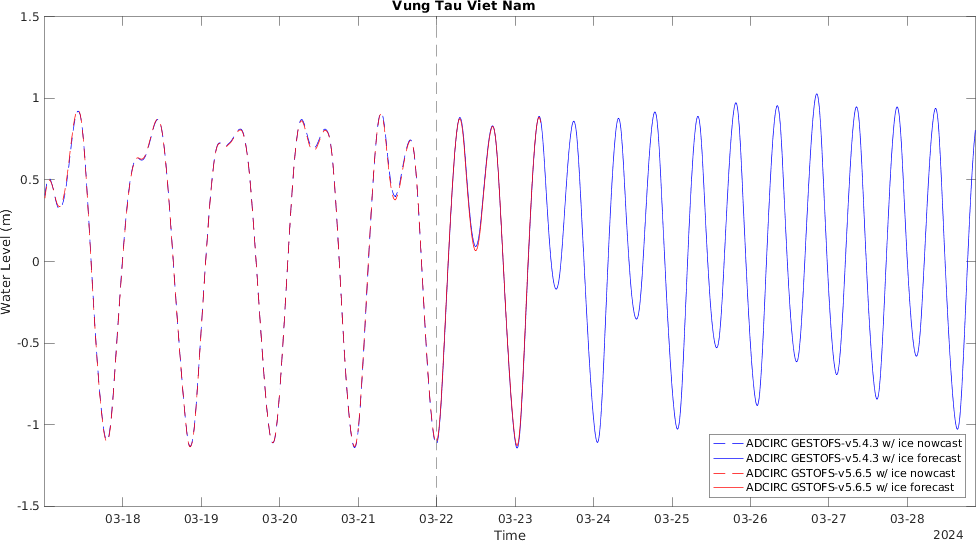 Vung Tau Viet Nam
1.5
1
0.5
0
-0.5
-1
-1.5
Water Level (m)
ADCIRC GESTOFS-v5.4.3 w/ ice nowcast
ADCIRC GESTOFS-v5.4.3 w/ ice forecast
ADCIRC GSTOFS-v5.6.5 w/ ice nowcast
ADCIRC GSTOFS-v5.6.5 w/ ice forecast
03-18 03-19 03-20 03-21 03-22 03-23 03-24 03-25 03-26 03-27 03-28
Time
2024